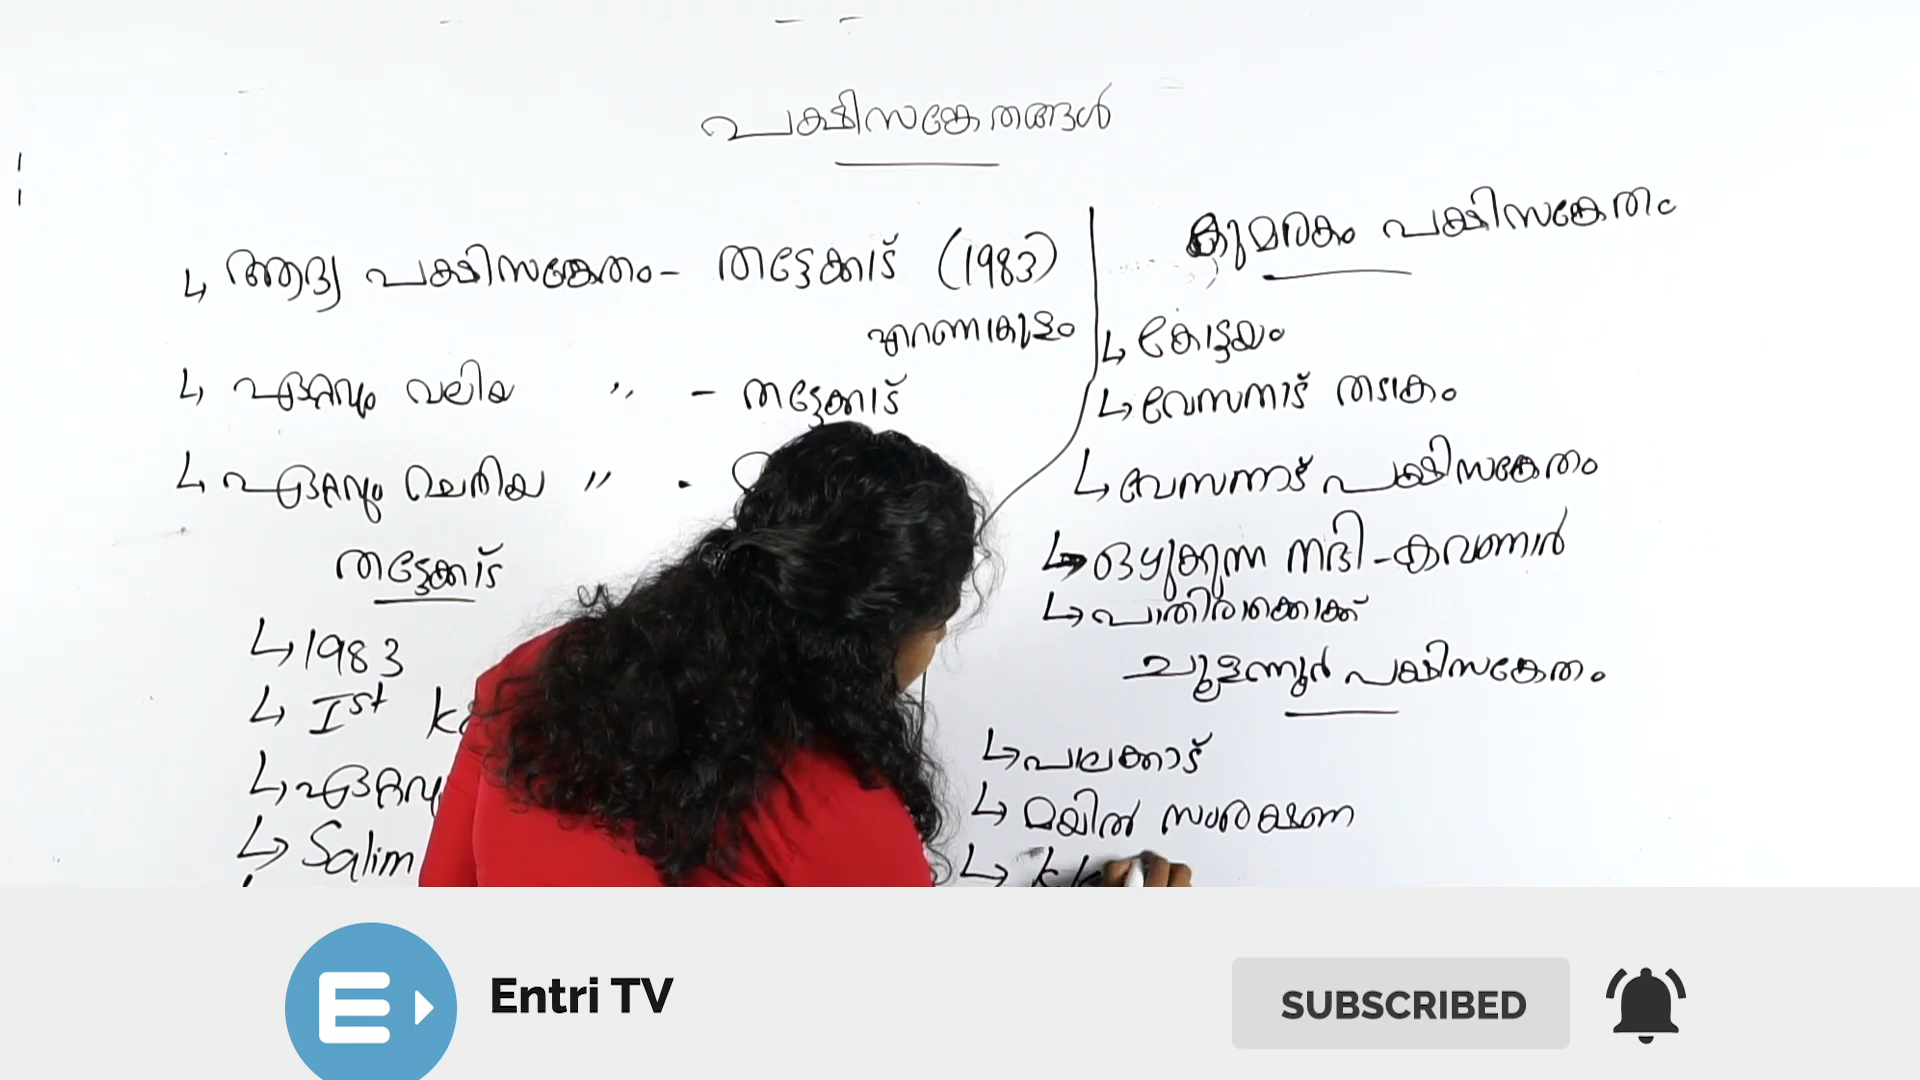 പക്ഷിസങ്കേതങ്ങൾ
↳ ആദ്യ പക്ഷിസങ്കേതം - തട്ടേക്കാട് (1983)
എറണാകുളം
↳ ഏറ്റവും വലിയ " - തട്ടേക്കാട്
↳ ഏറ്റവും ചെറിയ " -
തട്ടേക്കാട്
↳ 1983
↳ Ist
↳
↳ Salim
കുമരകം പക്ഷിസങ്കേതം
↳ കോട്ടയം
↳ വേമ്പനാട് തടാകം
↳ വേമ്പനാട് പക്ഷിസങ്കേതം
↳ ഒഴുകുന്ന നദി - കവണാർ
↳ പാതിരാക്കൊക്ക്
ചൂളന്നൂർ പക്ഷിസങ്കേതം
↳ പാലക്കാട്
↳ മയിൽ സംരക്ഷണ
↳
Entri TV
SUBSCRIBED